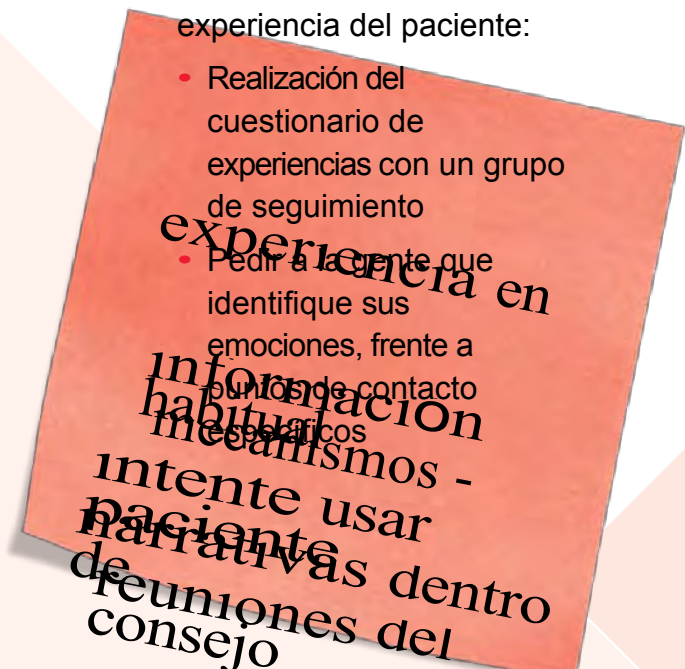 experiencia del paciente:
• Realización del
cuestionario de
experiencias con un grupo
de seguimiento
• Pedir a la gente que
identifique sus
emociones, frente a
puntos de contacto
específicos
experiencia en
información
habitual
mecanismos -
intente usar
paciente
narrativas dentro
de
reuniones del
consejo